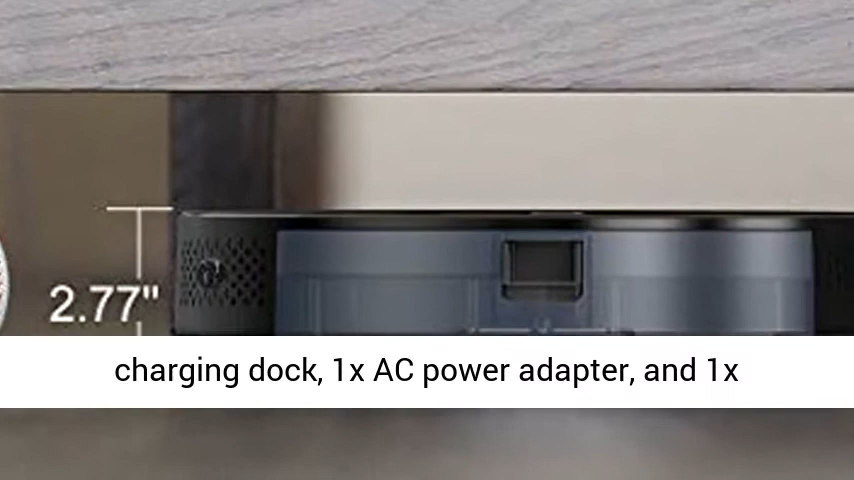 2.77"
charging dock, 1x AC power adapter, and 1x